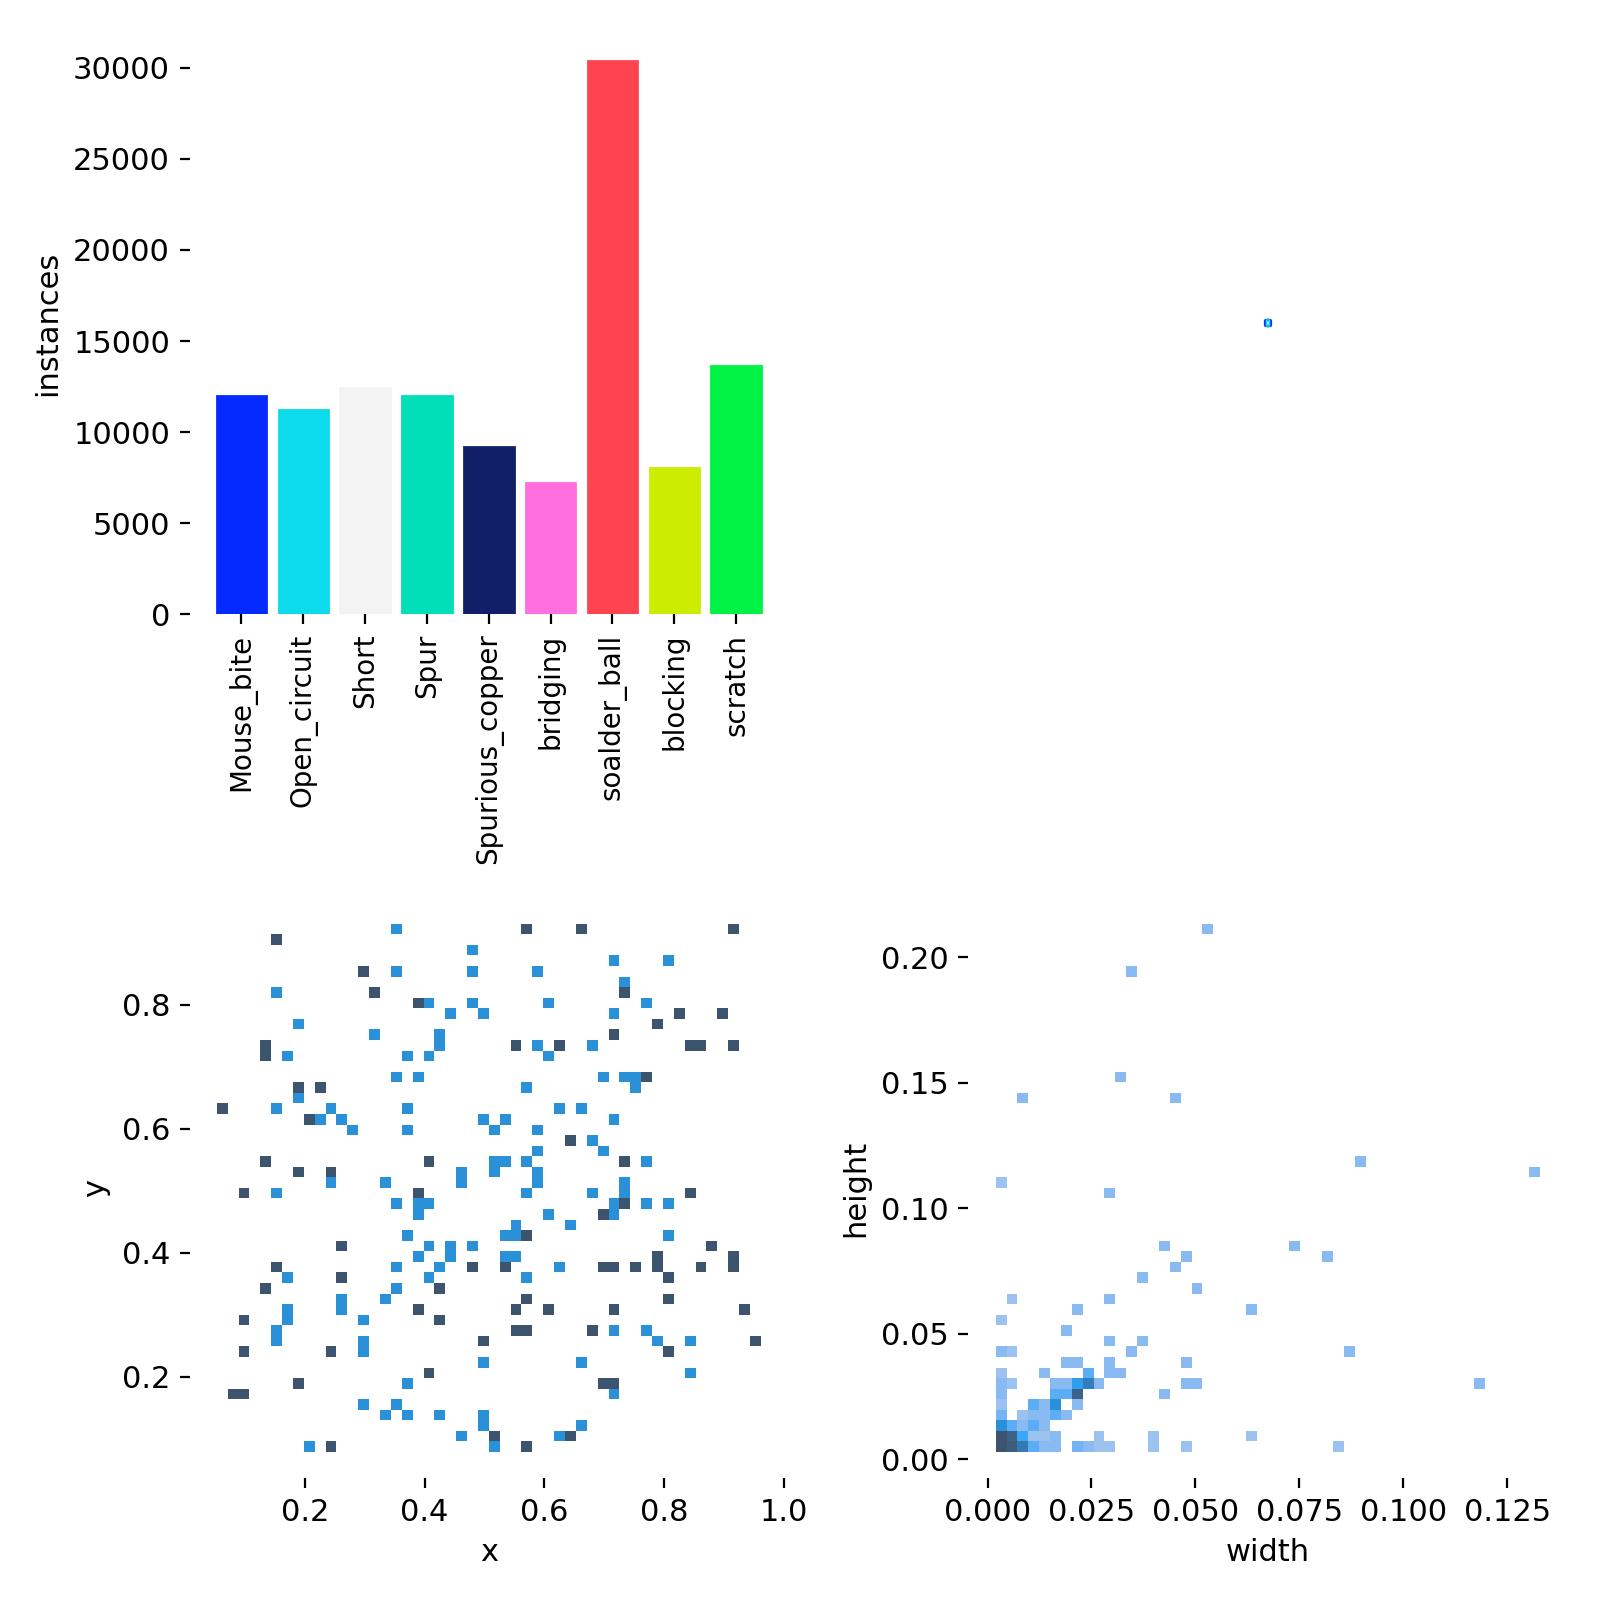 30000
25000
20000
15000
10000
5000
0
instances
Mouse_bite
Open_circuit
Short
Spur
Spurious_copper
bridging
soalder_ball
blocking
scratch
0.8
0.6
0.4
0.2
y
0.2 0.4 0.6 0.8 1.0
x
0.20
0.15
0.10
0.05
0.00
height
0.000 0.025 0.050 0.075 0.100 0.125
width